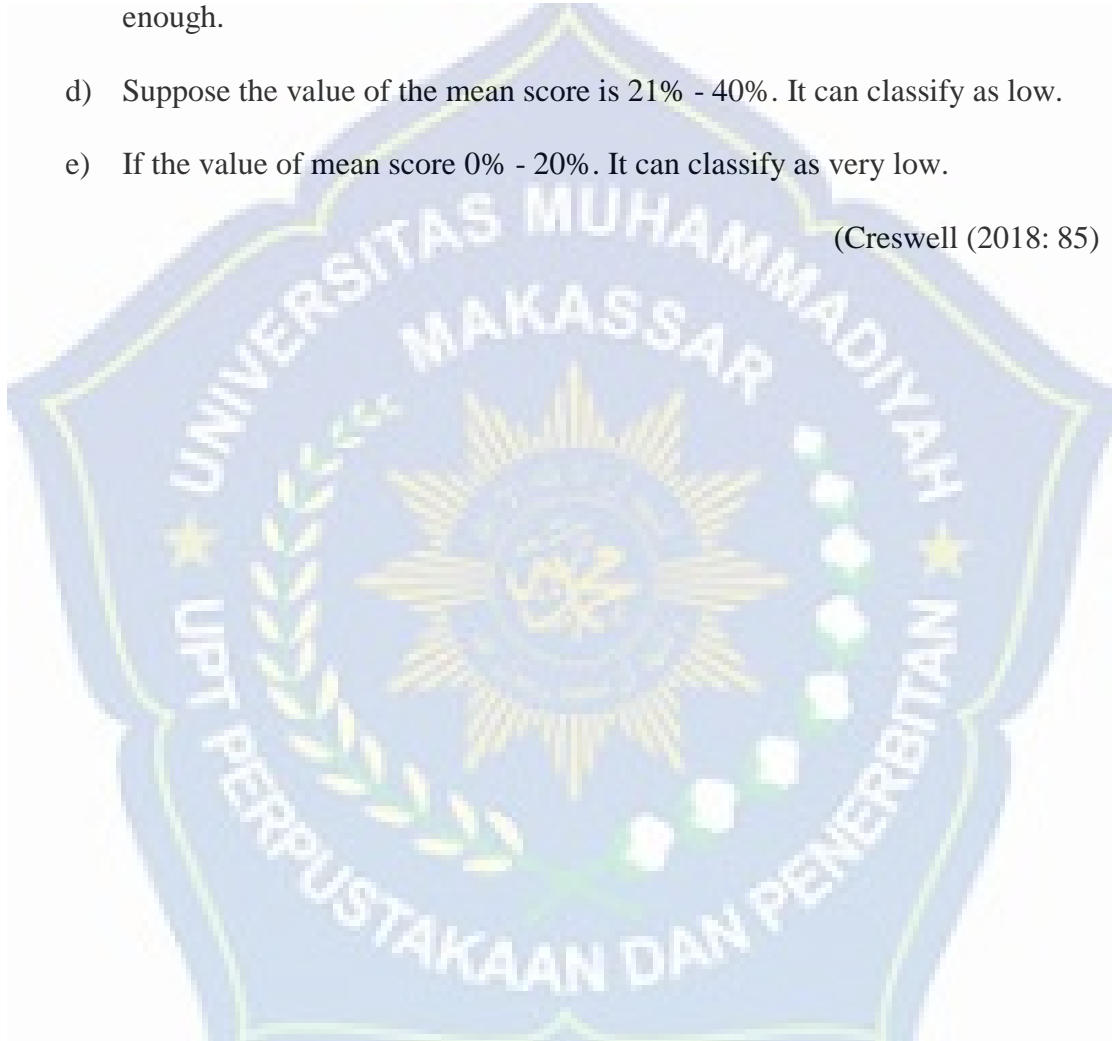 enough.
d) Suppose the value of the mean score is 21% - 40%. It can classify as low.
e) If the value of mean score 0% - 20%. It can classify as very low.
(Creswell (2018: 85)
UNIVERSITAS MUHAMMADIYAH
MAKASSAR
UPT PERPUSTAKAAN DAN PENERBITAN